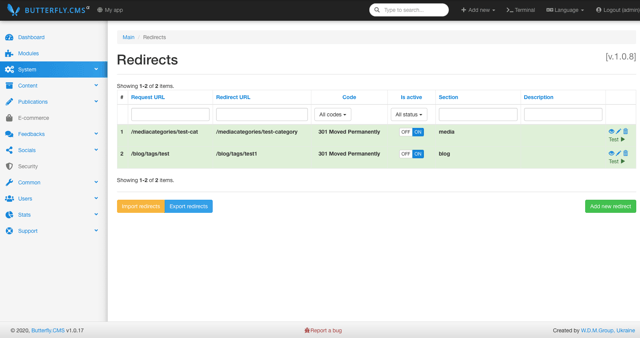 BUTTERFLY.CMS My app Type to search... Add new Terminal Language Logout (admin)
Dashboard
Modules
System
Content
Publications
E-commerce
Feedbacks
Socials
Security
Common
Users
Stats
Support
Main / Redirects
Redirects [v.1.0.8]
Showing 1-2 of 2 items.
# Request URL Redirect URL Code Is active Section Description
All codes All status
1 /mediacategories/test-cat /mediacategories/test-category 301 Moved Permanently OFF ON media
Test
2 /blog/tags/test /blog/tags/test1 301 Moved Permanently OFF ON blog
Test
Showing 1-2 of 2 items.
Import redirects Export redirects Add new redirect
© 2020, Butterfly.CMS v1.0.17 Report a bug Created by W.D.M.Group, Ukraine